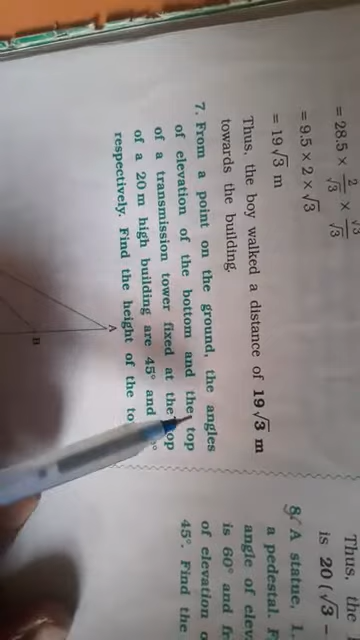 = 28.5 × 2/√3 × √3/√3
= 9.5 × 2 × √3
= 19√3 m
Thus, the boy walked a distance of 19√3 m
towards the building.
7. From a point on the ground, the angles
of elevation of the bottom and the top
of a transmission tower fixed at the top
of a 20 m high building are 45° and
respectively. Find the height of the to
A
B
Thus, the
is 20(√3 −
8. A statue, 1.
a pedestal. F
angle of elev
is 60° and fr
of elevation
45°. Find the